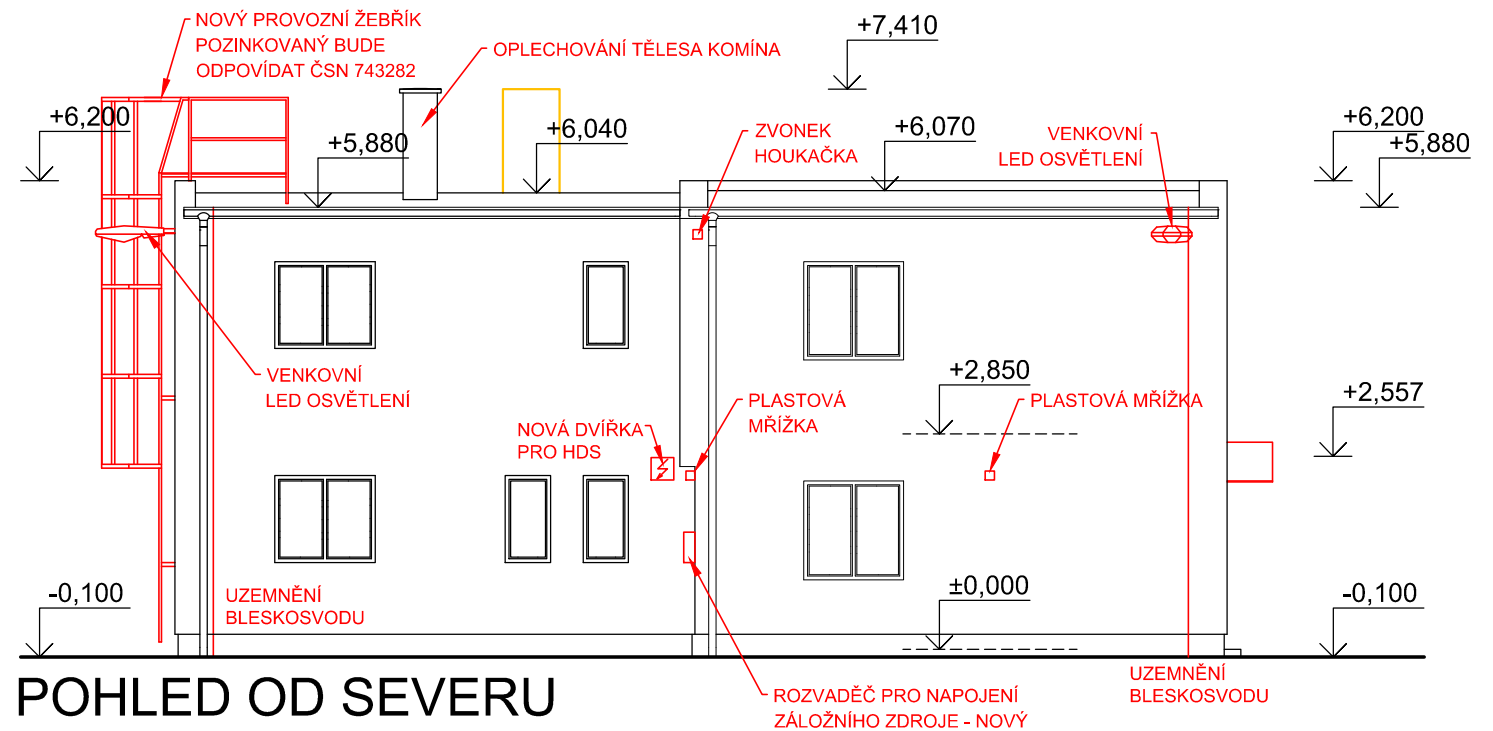 NOVÝ PROVOZNÍ ŽEBŘÍK
POZINKOVANÝ BUDE
ODPOVÍDAT ČSN 743282
OPLECHOVÁNÍ TĚLESA KOMÍNA
+7,410
+6,200
+5,880
+6,040
ZVONEK
HOUKAČKA
+6,070
VENKOVNÍ
LED OSVĚTLENÍ
+6,200
+5,880
VENKOVNÍ
LED OSVĚTLENÍ
NOVÁ DVÍŘKA
PRO HDS
PLASTOVÁ
MŘÍŽKA
+2,850
PLASTOVÁ MŘÍŽKA
+2,557
-0,100
UZEMNĚNÍ
BLESKOSVODU
±0,000
-0,100
POHLED OD SEVERU
ROZVADĚČ PRO NAPOJENÍ
ZÁLOŽNÍHO ZDROJE - NOVÝ
UZEMNĚNÍ
BLESKOSVODU